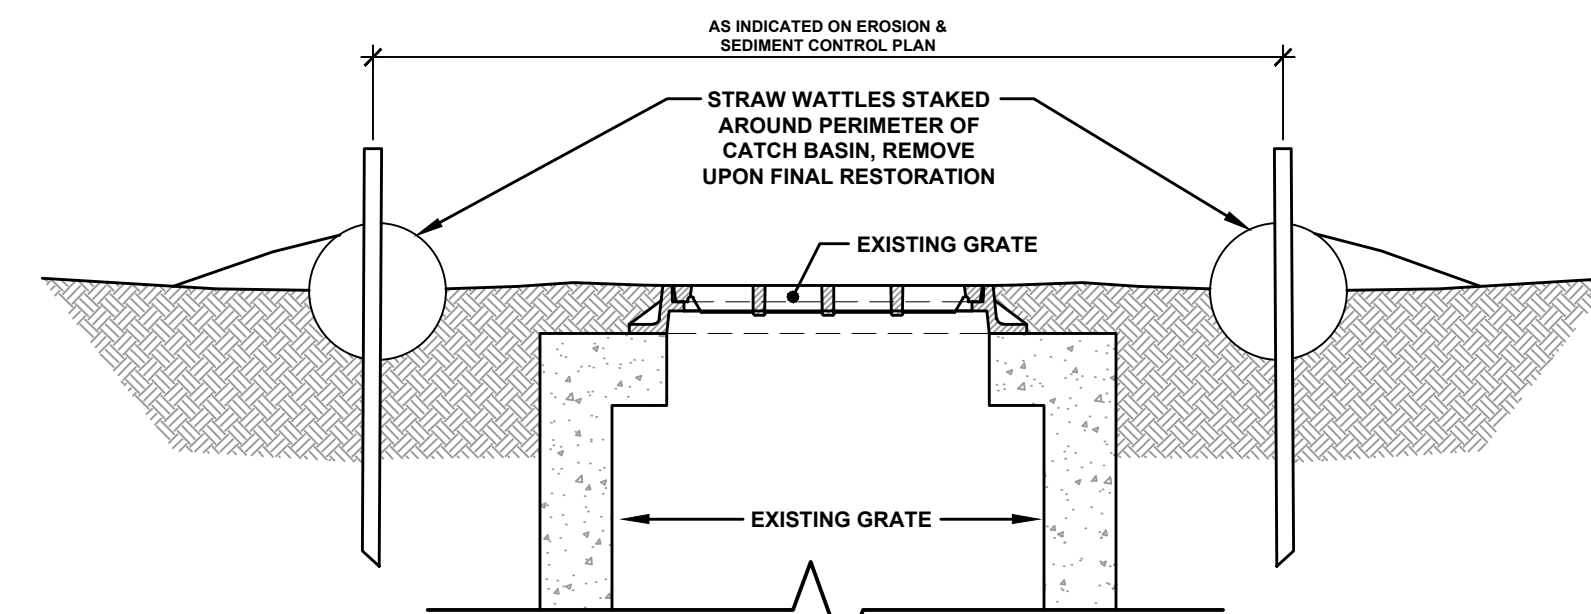 AS INDICATED ON EROSION &
SEDIMENT CONTROL PLAN
STRAW WATTLES STAKED
AROUND PERIMETER OF
CATCH BASIN, REMOVE
UPON FINAL RESTORATION
EXISTING GRATE
EXISTING GRATE